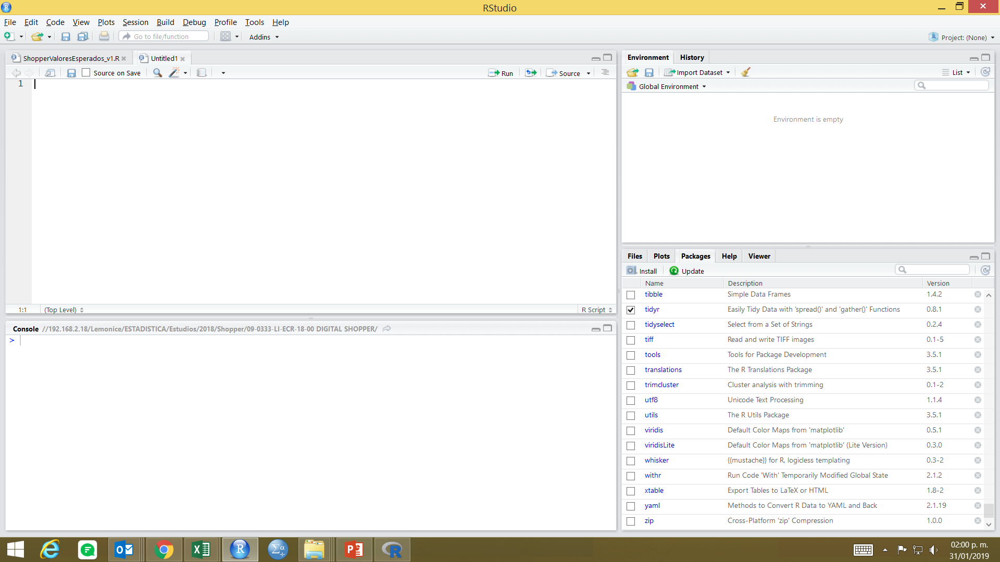 RStudio
File Edit Code View Plots Session Build Debug Profile Tools Help
Go to file/function Addins Project: (None)
ShopperValoresEsperados_v1.R Untitled1
Source on Save Run Source
1
1:1 (Top Level) R Script
Console //192.168.2.18/Lemonice/ESTADISTICA/Estudios/2018/Shopper/09-0333-LI-ECR-18-00 DIGITAL SHOPPER/
>
Environment History
Import Dataset List
Global Environment
Environment is empty
Files Plots Packages Help Viewer
Install Update
Name Description Version
tibble Simple Data Frames 1.4.2
tidyr Easily Tidy Data with 'spread()' and 'gather()' Functions 0.8.1
tidyselect Select from a Set of Strings 0.2.4
tiff Read and write TIFF images 0.1-5
tools Tools for Package Development 3.5.1
translations The R Translations Package 3.5.1
trimcluster Cluster analysis with trimming 0.1-2
utf8 Unicode Text Processing 1.1.4
utils The R Utils Package 3.5.1
viridis Default Color Maps from 'matplotlib' 0.5.1
viridisLite Default Color Maps from 'matplotlib' (Lite Version) 0.3.0
whisker {{mustache}} for R, logicless templating 0.3-2
withr Run Code 'With' Temporarily Modified Global State 2.1.2
xtable Export Tables to LaTeX or HTML 1.8-2
yaml Methods to Convert R Data to YAML and Back 2.1.19
zip Cross-Platform 'zip' Compression 1.0.0
02:00 p. m.
31/01/2019